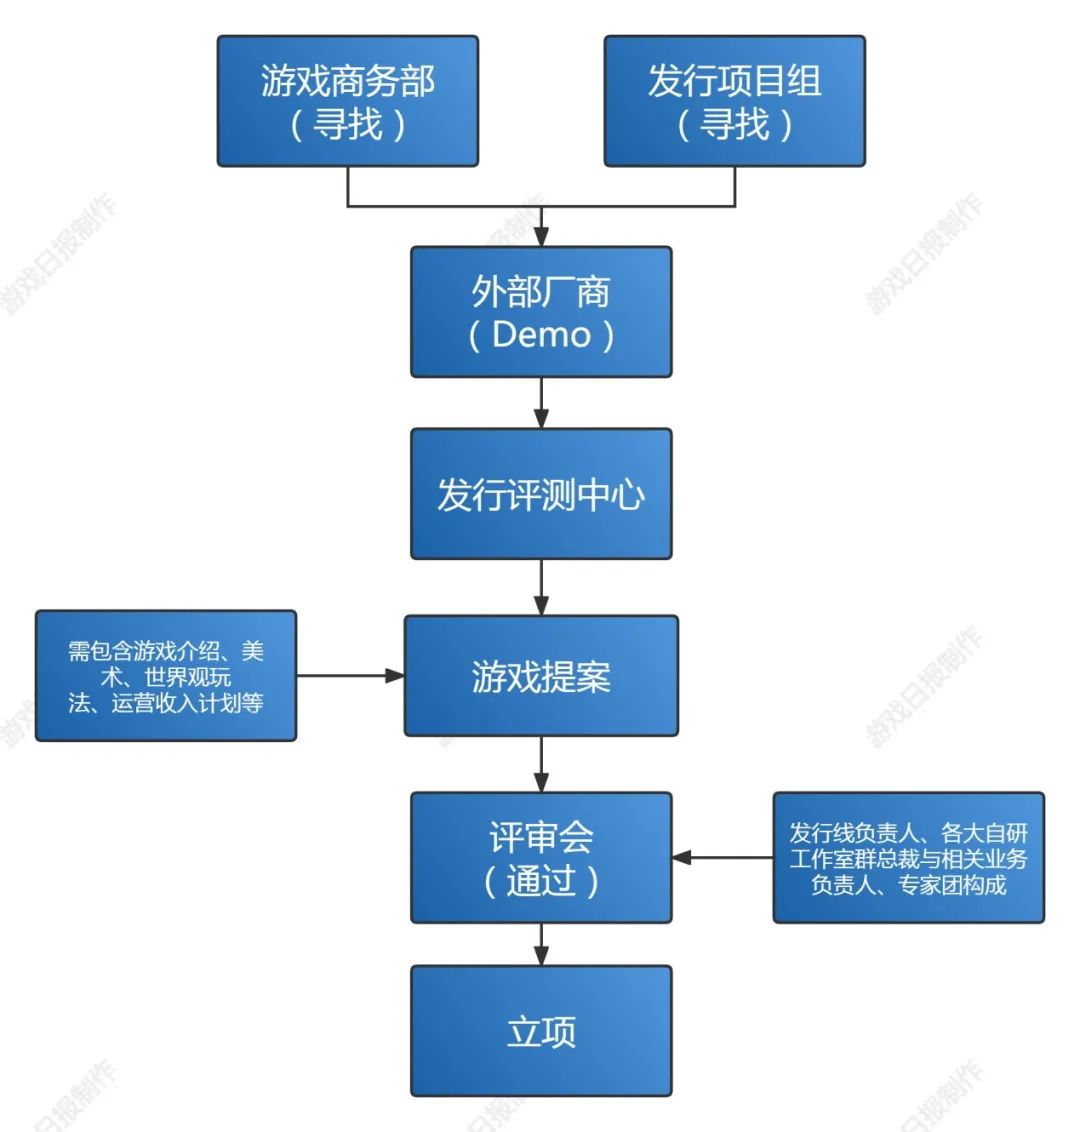 游戏商务部
（寻找）
发行项目组
（寻找）
游戏日报制作
游戏日报制作
游戏日报制作
外部厂商
（Demo）
发行评测中心
需包含游戏介绍、美
术、世界观玩
法、运营收入计划等
游戏提案
游戏日报制作
评审会
（通过）
发行线负责人、各大自研
工作室群总裁与相关业务
负责人、专家团构成
立项
游戏日报制作
游戏日报制作
游戏日报制作